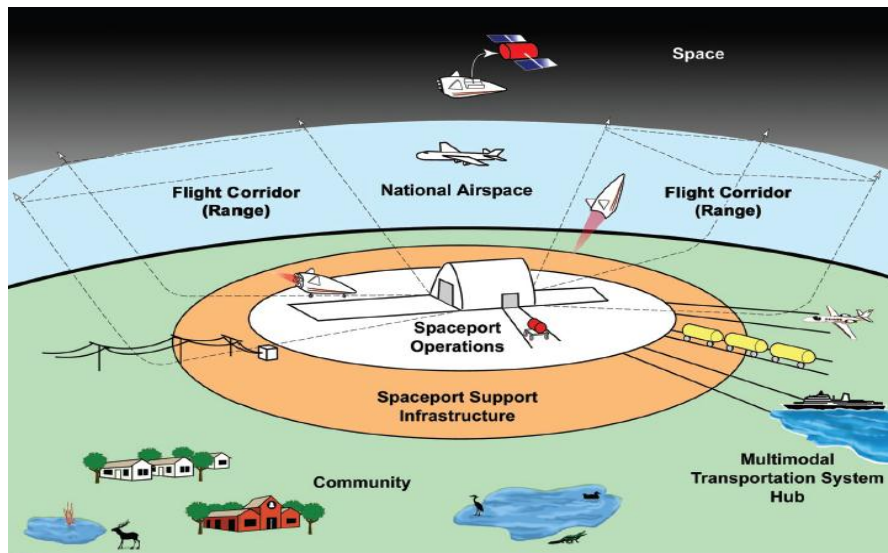 Space
Flight Corridor
(Range)
National Airspace
Flight Corridor
(Range)
Spaceport
Operations
Spaceport Support
Infrastructure
Community
Multimodal
Transportation System
Hub